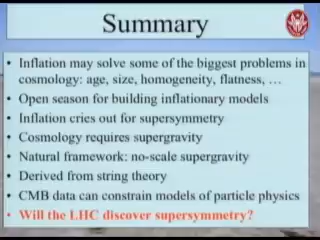 Summary
• Inflation may solve some of the biggest problems in
cosmology: age, size, homogeneity, flatness, …
• Open season for building inflationary models
• Inflation cries out for supersymmetry
• Cosmology requires supergravity
• Natural framework: no-scale supergravity
• Derived from string theory
• CMB data can constrain models of particle physics
• Will the LHC discover supersymmetry?